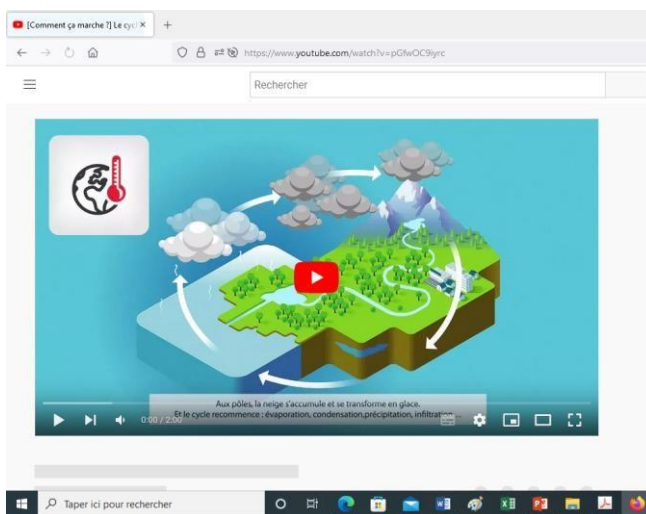 [Comment ça marche ?] Le cycl
https://www.youtube.com/watch?v=pGfwOC9iyrc
Rechercher
Aux pôles, la neige s'accumule et se transforme en glace.
Et le cycle recommence : évaporation, condensation,précipitation, infiltration...
0:00 / 2:00
Taper ici pour rechercher